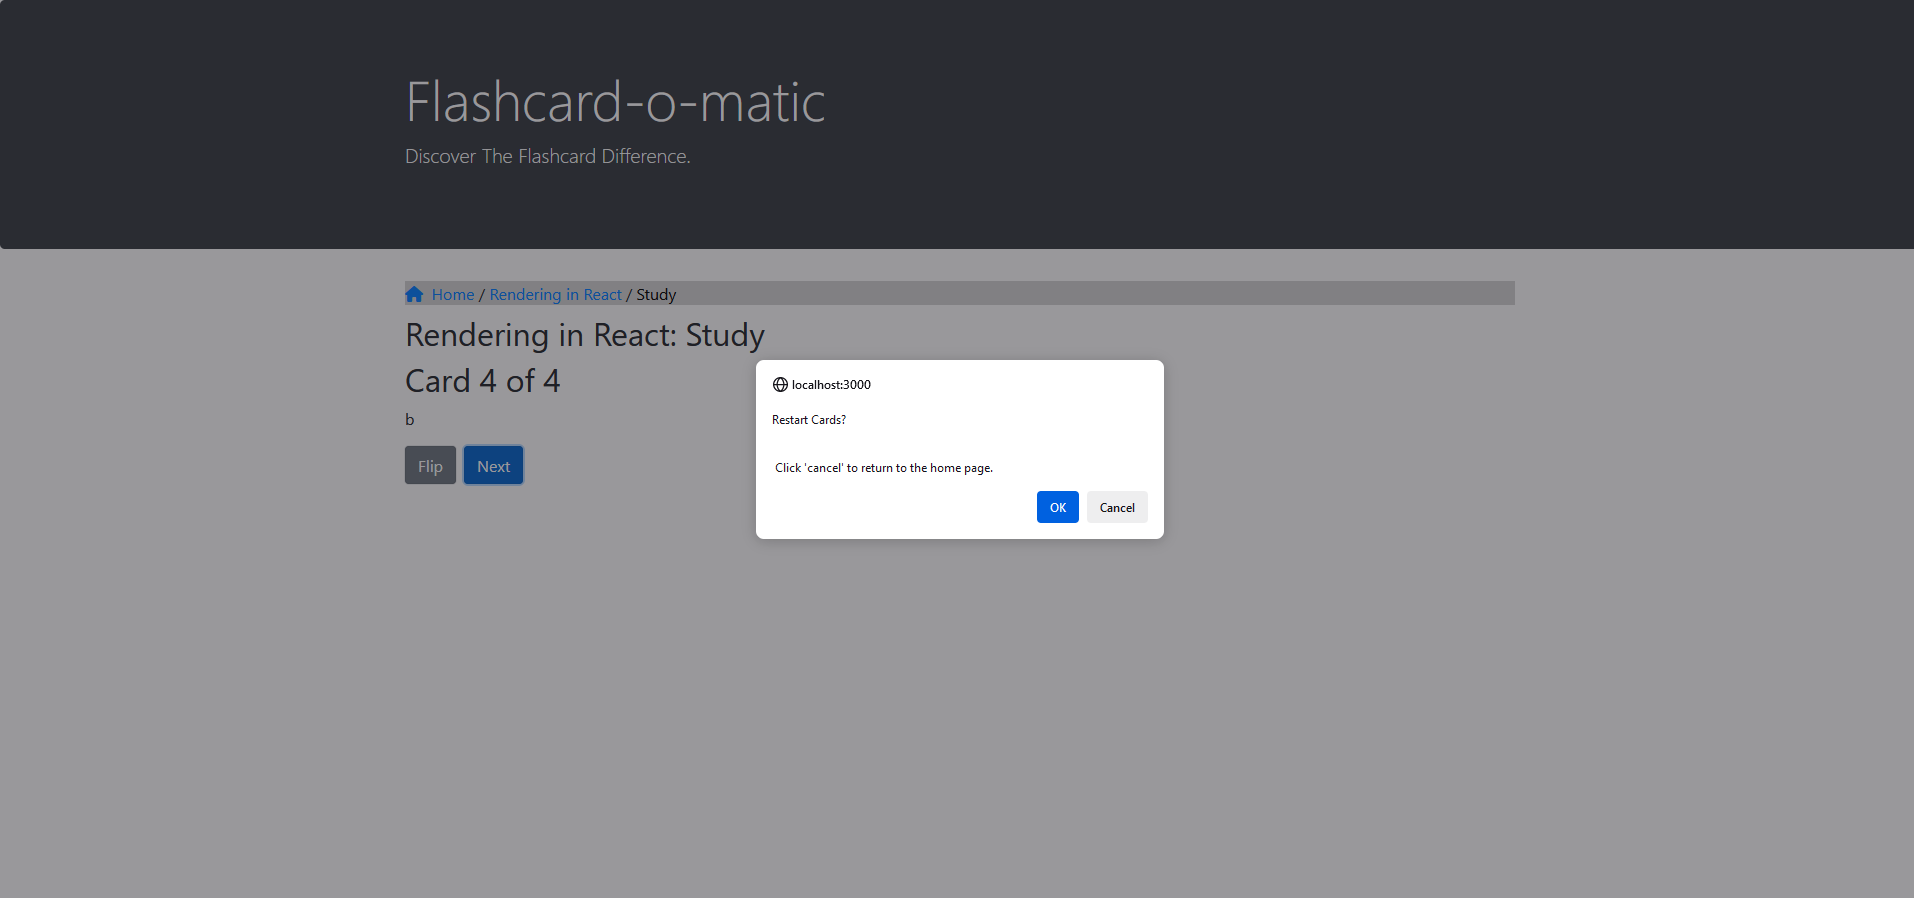 Flashcard-o-matic
Discover The Flashcard Difference.
Home / Rendering in React / Study
Rendering in React: Study
Card 4 of 4
b
Flip Next
localhost:3000
Restart Cards?
Click 'cancel' to return to the home page.
OK Cancel